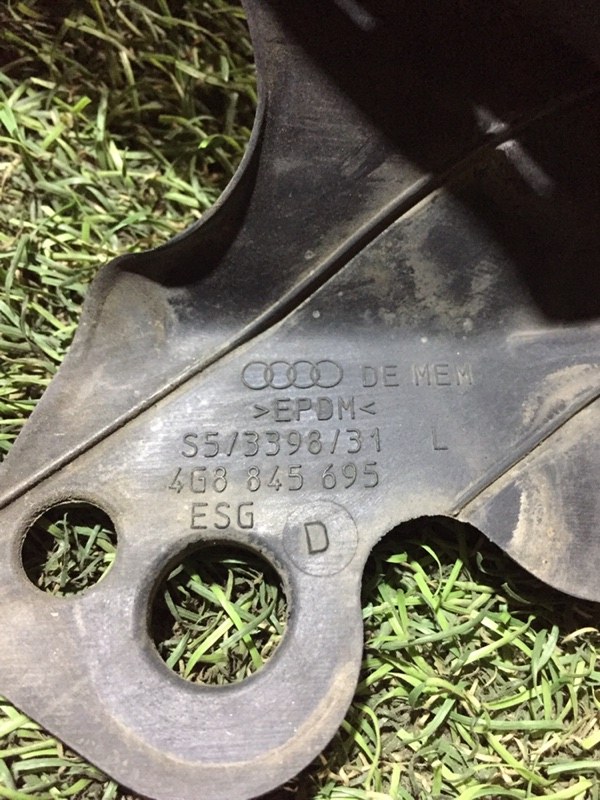 DE MEM
>EPDM<
S5/3398/31 L
4G8 845 695
ESG D